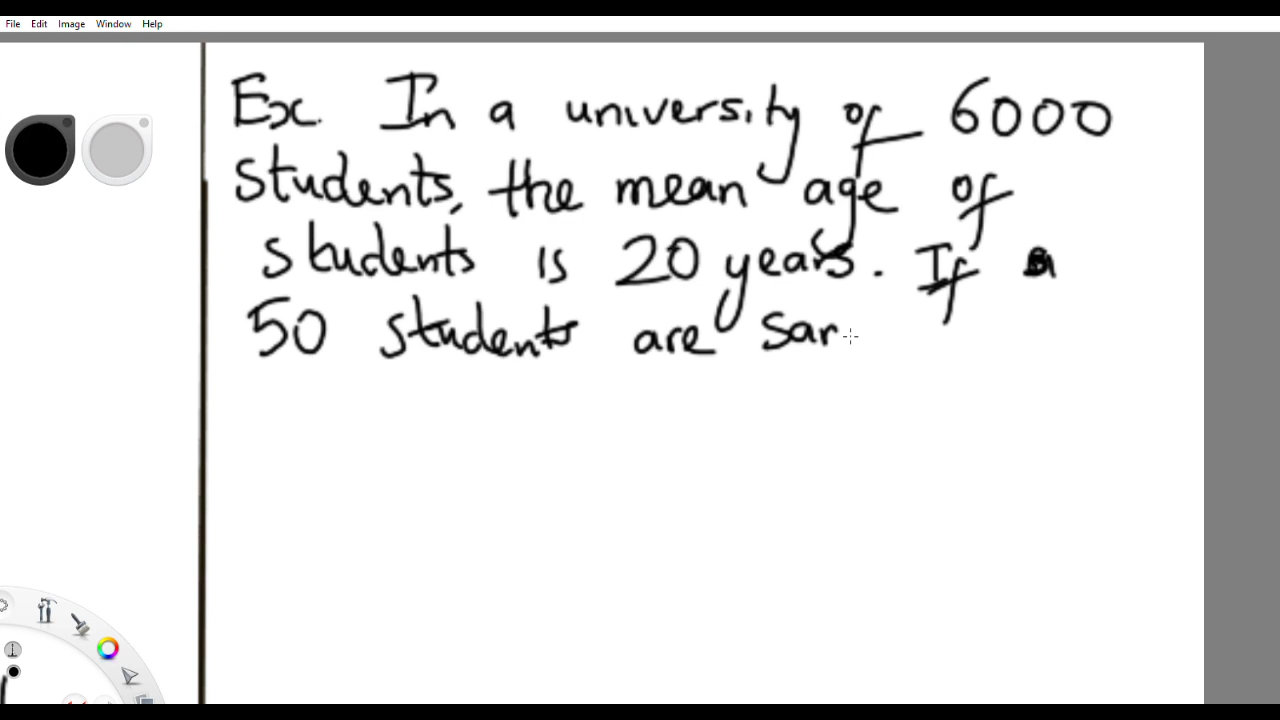 File Edit Image Window Help
Ex. In a university of 6000
students, the mean age of
students is 20 years. If
50 students are sar